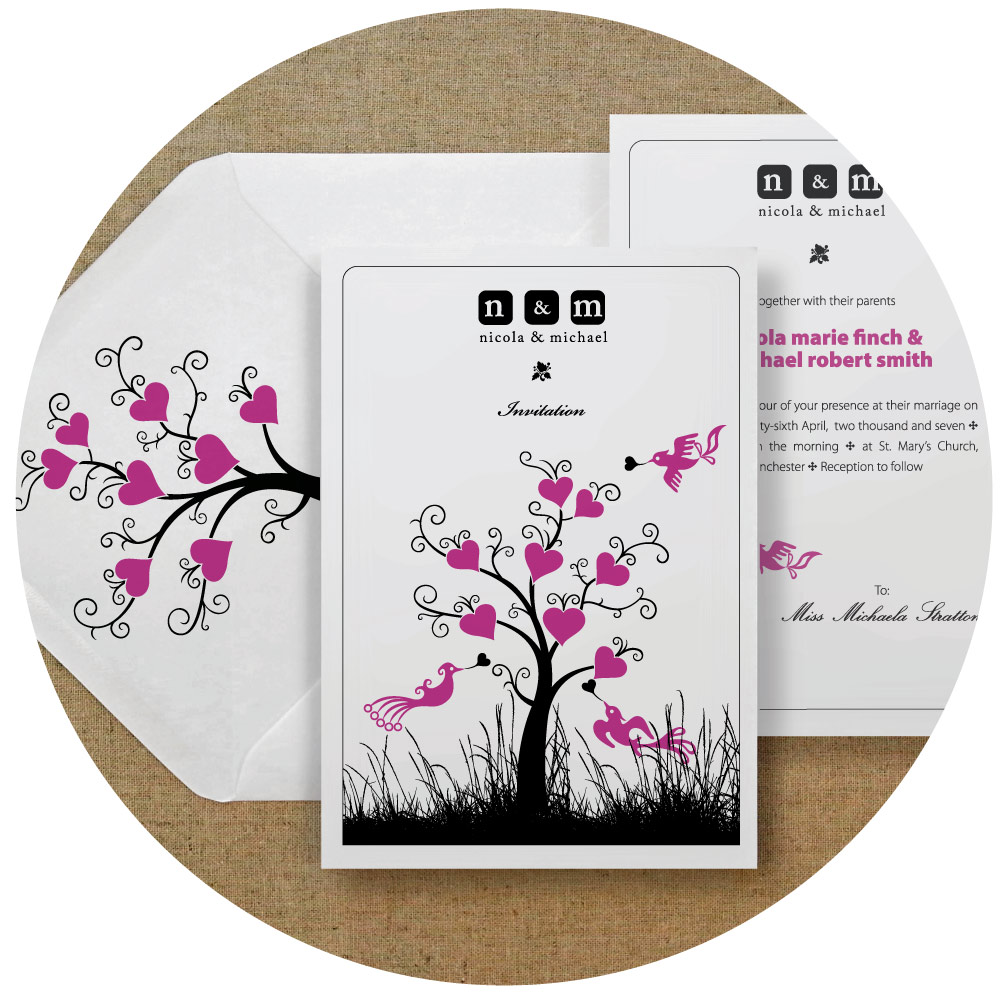 n & m
nicola & michael
Invitation
n & m
nicola & michael
ogether with their parents
ola marie finch &
hael robert smith
our of your presence at their marriage on
ty-sixth April, two thousand and seven ✤
n the morning ✤ at St. Mary's Church,
nchester ✤ Reception to follow
To:
Miss Michaela Stratton